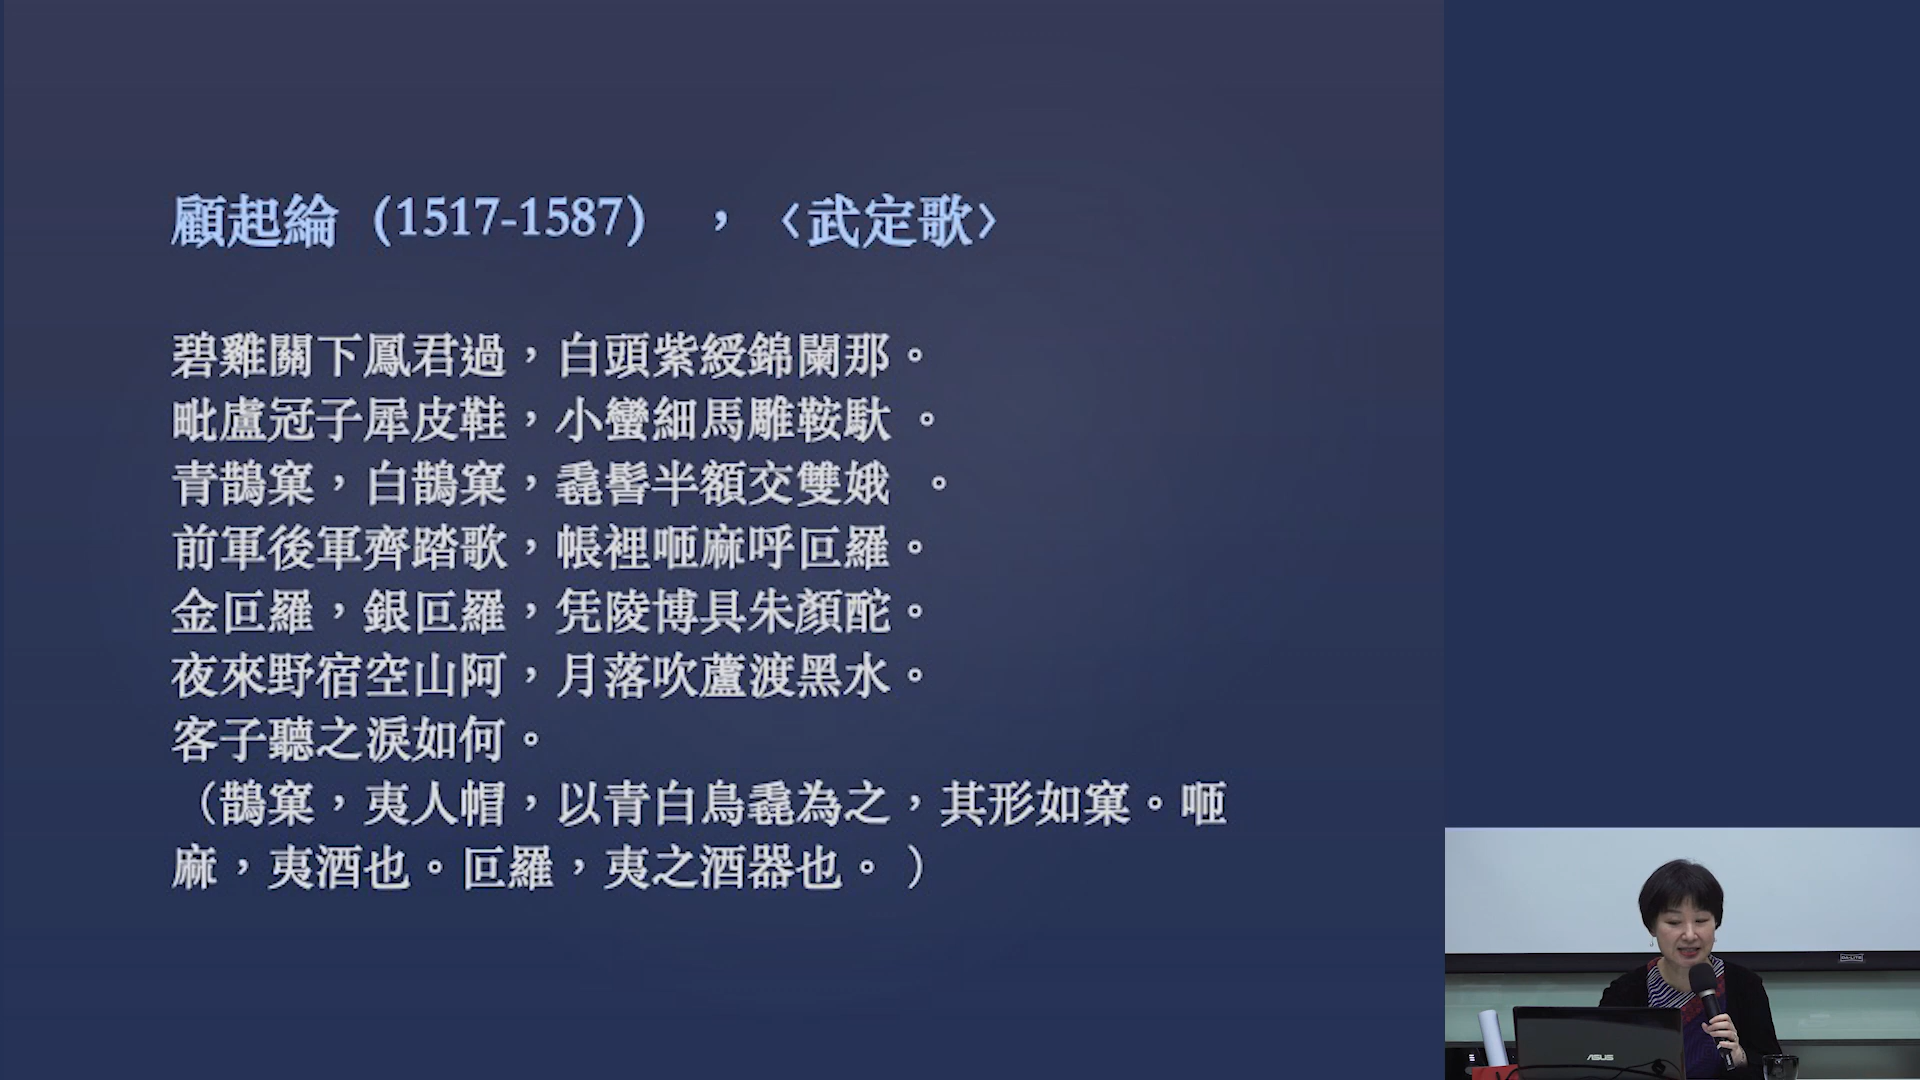 顧起綸 (1517-1587) ，〈武定歌〉
碧雞關下鳳君過，白頭紫綬錦闌那。
毗盧冠子犀皮鞋，小蠻細馬雕鞍馱 。
青鵲窠，白鵲窠，毳髻半額交雙娥 。
前軍後軍齊踏歌，帳裡咂麻呼叵羅。
金叵羅，銀叵羅，凭陵博具朱顏酡。
夜來野宿空山阿，月落吹蘆渡黑水。
客子聽之淚如何。
（鵲窠，夷人帽，以青白鳥毳為之，其形如窠。咂
麻，夷酒也。叵羅，夷之酒器也。）
DA-LITE
ASUS